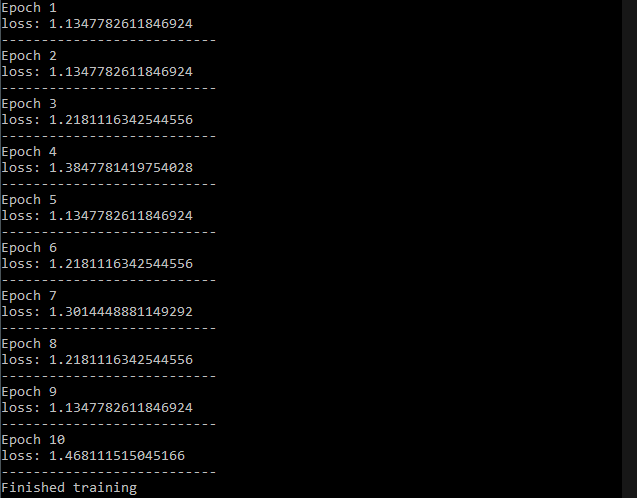 Epoch 1
loss: 1.1347782611846924
---------------------------
Epoch 2
loss: 1.1347782611846924
---------------------------
Epoch 3
loss: 1.2181116342544556
---------------------------
Epoch 4
loss: 1.3847781419754028
---------------------------
Epoch 5
loss: 1.1347782611846924
---------------------------
Epoch 6
loss: 1.2181116342544556
---------------------------
Epoch 7
loss: 1.3014448881149292
---------------------------
Epoch 8
loss: 1.2181116342544556
---------------------------
Epoch 9
loss: 1.1347782611846924
---------------------------
Epoch 10
loss: 1.468111515045166
---------------------------
Finished training